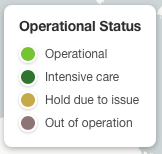 Operational Status
Operational
Intensive care
Hold due to issue
Out of operation